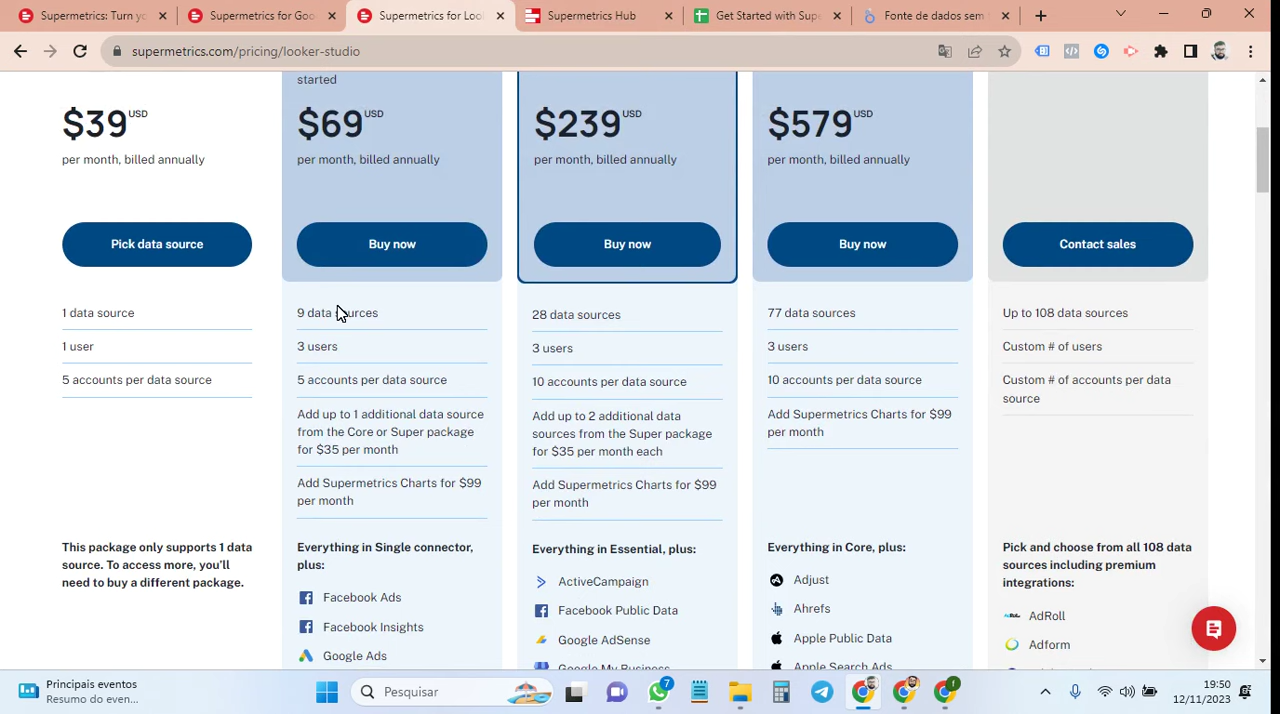 Supermetrics: Turn yo
Supermetrics for Goo
Supermetrics for Loo
Supermetrics Hub
Get Started with Supe
Fonte de dados sem
supermetrics.com/pricing/looker-studio
started
$39 USD
per month, billed annually
Pick data source
1 data source
1 user
5 accounts per data source
This package only supports 1 data
source. To access more, you'll
need to buy a different package.
$69 USD
per month, billed annually
Buy now
9 data sources
3 users
5 accounts per data source
Add up to 1 additional data source
from the Core or Super package
for $35 per month
Add Supermetrics Charts for $99
per month
Everything in Single connector,
plus:
Facebook Ads
Facebook Insights
Google Ads
$239 USD
per month, billed annually
Buy now
28 data sources
3 users
10 accounts per data source
Add up to 2 additional data
sources from the Super package
for $35 per month each
Add Supermetrics Charts for $99
per month
Everything in Essential, plus:
ActiveCampaign
Facebook Public Data
Google AdSense
Google My Business
$579 USD
per month, billed annually
Buy now
77 data sources
3 users
10 accounts per data source
Add Supermetrics Charts for $99
per month
Everything in Core, plus:
Adjust
Ahrefs
Apple Public Data
Apple Search Ads
Contact sales
Up to 108 data sources
Custom # of users
Custom # of accounts per data
source
Pick and choose from all 108 data
sources including premium
integrations:
AdRoll
Adform
Principais eventos
Resumo do even...
Pesquisar
7
19:50
12/11/2023